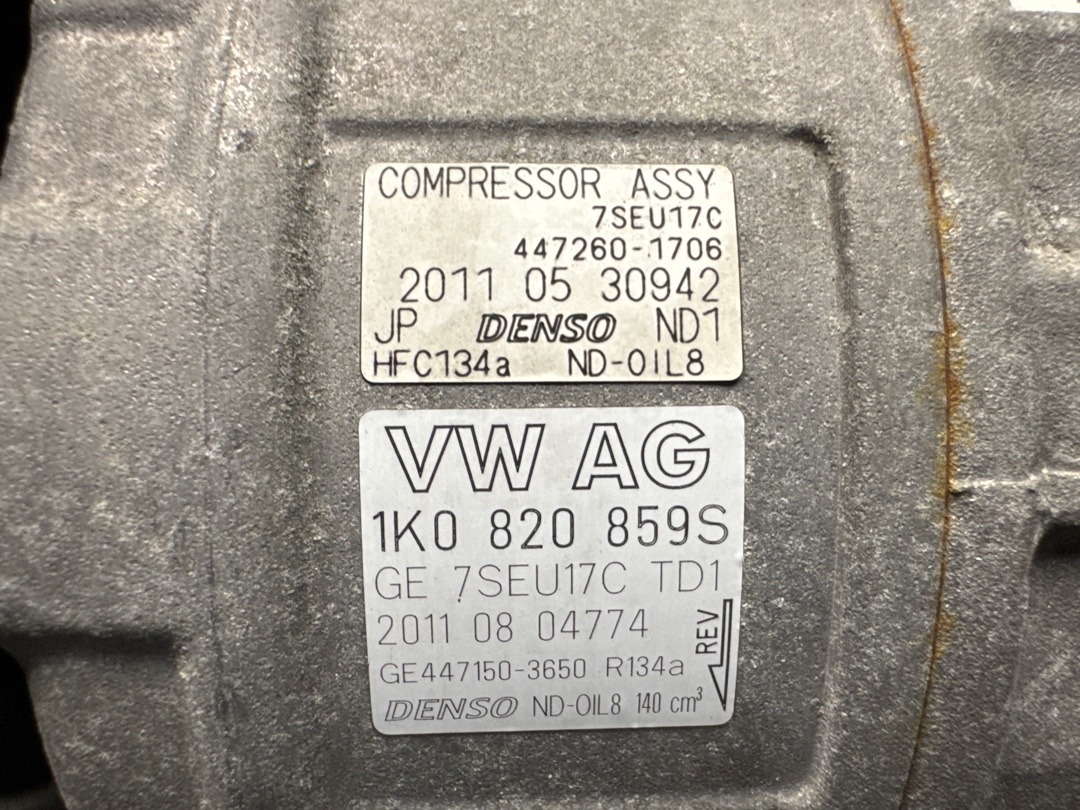 COMPRESSOR ASSY
7SEU17C
447260-1706
2011 05 30942
JP DENSO ND1
HFC134a ND-OIL8
VW AG
1K0 820 859S
GE 7SEU17C TD1
2011 08 04774
REV
GE447150-3650 R134a
DENSO ND-OIL8 140 cm³